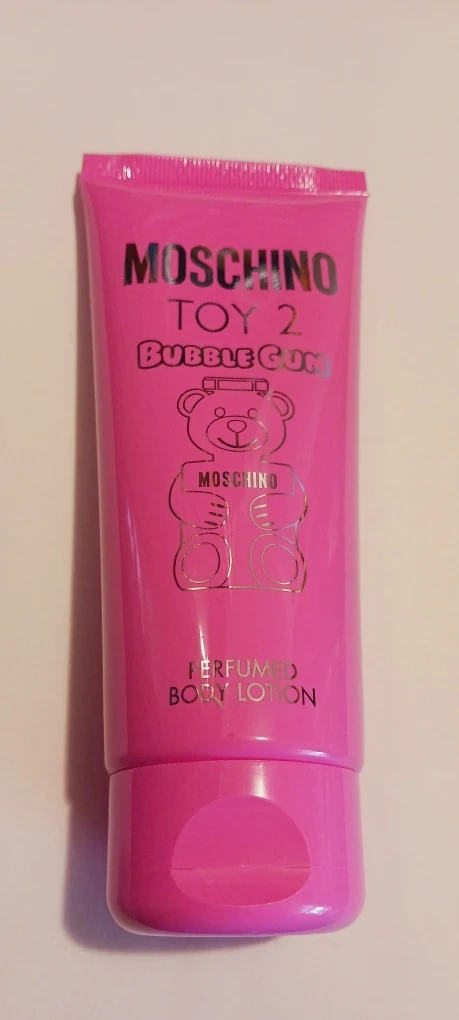 MOSCHINO
TOY 2
BUBBLE GUM
MOSCHINO
PERFUMED
BODY LOTION